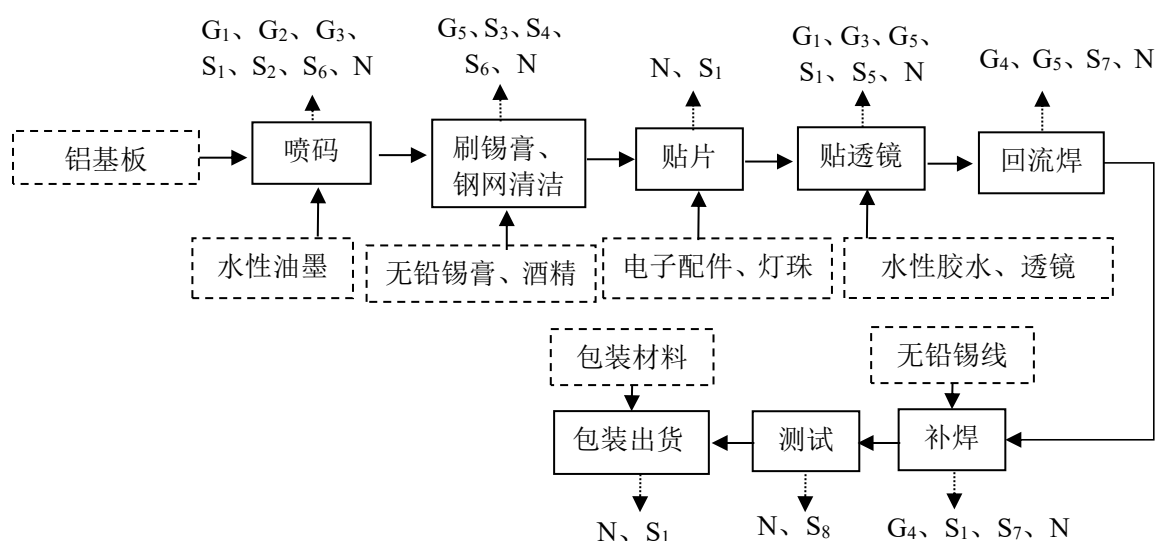 G₁、G₂、G₃、
S₁、S₂、S₆、N
G₅、S₃、S₄、
S₆、N
N、S₁
G₁、G₃、G₅、
S₁、S₅、N
G₄、G₅、S₇、N
铝基板
喷码
刷锡膏、
钢网清洁
贴片
贴透镜
回流焊
水性油墨
无铅锡膏、酒精
电子配件、灯珠
水性胶水、透镜
包装材料
无铅锡线
包装出货
测试
补焊
N、S₁
N、S₈
G₄、S₁、S₇、N